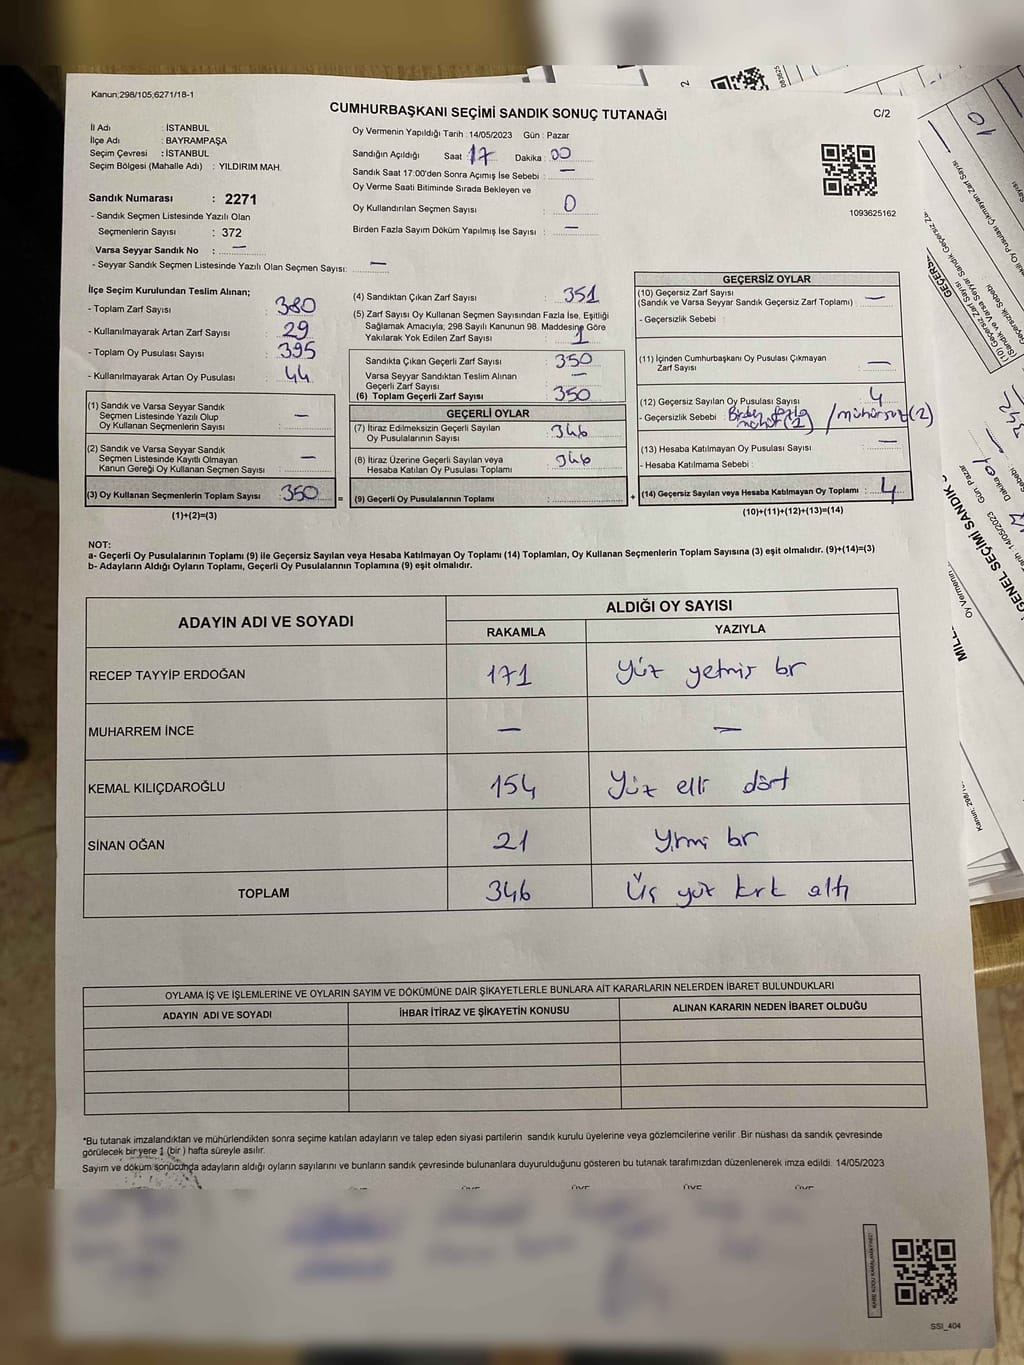 Kanun;298/105;6271/18-1
CUMHURBAŞKANI SEÇİMİ SANDIK SONUÇ TUTANAĞI
C/2
İl Adı : İSTANBUL
İlçe Adı : BAYRAMPAŞA
Seçim Çevresi : İSTANBUL
Seçim Bölgesi (Mahalle Adı) : YILDIRIM MAH.
Sandık Numarası : 2271
- Sandık Seçmen Listesinde Yazılı Olan
Seçmenlerin Sayısı : 372
Varsa Seyyar Sandık No : —
- Seyyar Sandık Seçmen Listesinde Yazılı Olan Seçmen Sayısı: —
Oy Vermenin Yapıldığı Tarih : 14/05/2023 Gün : Pazar
Sandığın Açıldığı Saat : 17 Dakika : 00
Sandık Saat 17:00'den Sonra Açımış İse Sebebi : —
Oy Verme Saati Bitiminde Sırada Bekleyen ve
Oy Kullandırılan Seçmen Sayısı : 0
Birden Fazla Sayım Döküm Yapılmış İse Sayısı : —
1093625162
İlçe Seçim Kurulundan Teslim Alınan;
- Toplam Zarf Sayısı : 380
- Kullanılmayarak Artan Zarf Sayısı : 29
- Toplam Oy Pusulası Sayısı : 395
- Kullanılmayarak Artan Oy Pusulası : 44
(1) Sandık ve Varsa Seyyar Sandık
Seçmen Listesinde Yazılı Olup
Oy Kullanan Seçmenlerin Sayısı : —
(2) Sandık ve Varsa Seyyar Sandık
Seçmen Listesinde Kayıtlı Olmayan
Kanun Gereği Oy Kullanan Seçmen Sayısı : —
(3) Oy Kullanan Seçmenlerin Toplam Sayısı : 350 =
(1)+(2)=(3)
(4) Sandıktan Çıkan Zarf Sayısı : 351
(5) Zarf Sayısı Oy Kullanan Seçmen Sayısından Fazla İse, Eşitliği
Sağlamak Amacıyla; 298 Sayılı Kanunun 98. Maddesine Göre
Yakılarak Yok Edilen Zarf Sayısı : 1
Sandıkta Çıkan Geçerli Zarf Sayısı : 350
Varsa Seyyar Sandıktan Teslim Alınan
Geçerli Zarf Sayısı : —
(6) Toplam Geçerli Zarf Sayısı : 350
GEÇERLİ OYLAR
(7) İtiraz Edilmeksizin Geçerli Sayılan
Oy Pusulalarının Sayısı : 346
(8) İtiraz Üzerine Geçerli Sayılan veya
Hesaba Katılan Oy Pusulası Toplamı : 346
(9) Geçerli Oy Pusulalarının Toplamı : +
GEÇERSİZ OYLAR
(10) Geçersiz Zarf Sayısı
(Sandık ve Varsa Seyyar Sandık Geçersiz Zarf Toplamı) : —
- Geçersizlik Sebebi :
(11) İçinden Cumhurbaşkanı Oy Pusulası Çıkmayan
Zarf Sayısı : —
(12) Geçersiz Sayılan Oy Pusulası Sayısı : 4
- Geçersizlik Sebebi : Birden fazla mühür(2) / mühürsüz(2)
(13) Hesaba Katılmayan Oy Pusulası Sayısı : —
- Hesaba Katılmama Sebebi :
(14) Geçersiz Sayılan veya Hesaba Katılmayan Oy Toplamı : 4
(10)+(11)+(12)+(13)=(14)
NOT:
a- Geçerli Oy Pusulalarının Toplamı (9) ile Geçersiz Sayılan veya Hesaba Katılmayan Oy Toplamı (14) Toplamları, Oy Kullanan Seçmenlerin Toplam Sayısına (3) eşit olmalıdır. (9)+(14)=(3)
b- Adayların Aldığı Oyların Toplamı, Geçerli Oy Pusulalarının Toplamına (9) eşit olmalıdır.
ADAYIN ADI VE SOYADI
ALDIĞI OY SAYISI
RAKAMLA YAZIYLA
RECEP TAYYİP ERDOĞAN 171 Yüz yetmiş bir
MUHARREM İNCE — —
KEMAL KILIÇDAROĞLU 154 Yüz elli dört
SİNAN OĞAN 21 Yirmi bir
TOPLAM 346 Üç yüz kırk altı
OYLAMA İŞ VE İŞLEMLERİNE VE OYLARIN SAYIM VE DÖKÜMÜNE DAİR ŞİKAYETLERLE BUNLARA AİT KARARLARIN NELERDEN İBARET BULUNDUKLARI
ADAYIN ADI VE SOYADI İHBAR İTİRAZ VE ŞİKAYETİN KONUSU ALINAN KARARIN NEDEN İBARET OLDUĞU
*Bu tutanak imzalandıktan ve mühürlendikten sonra seçime katılan adayların ve talep eden siyasi partilerin sandık kurulu üyelerine veya gözlemcilerine verilir. Bir nüshası da sandık çevresinde
görülecek bir yere 1 (bir ) hafta süreyle asılır.
Sayım ve döküm sonucunda adayların aldığı oyların sayılarını ve bunların sandık çevresinde bulunanlara duyurulduğunu gösteren bu tutanak tarafımızdan düzenlenerek imza edildi. 14/05/2023
SSI_404